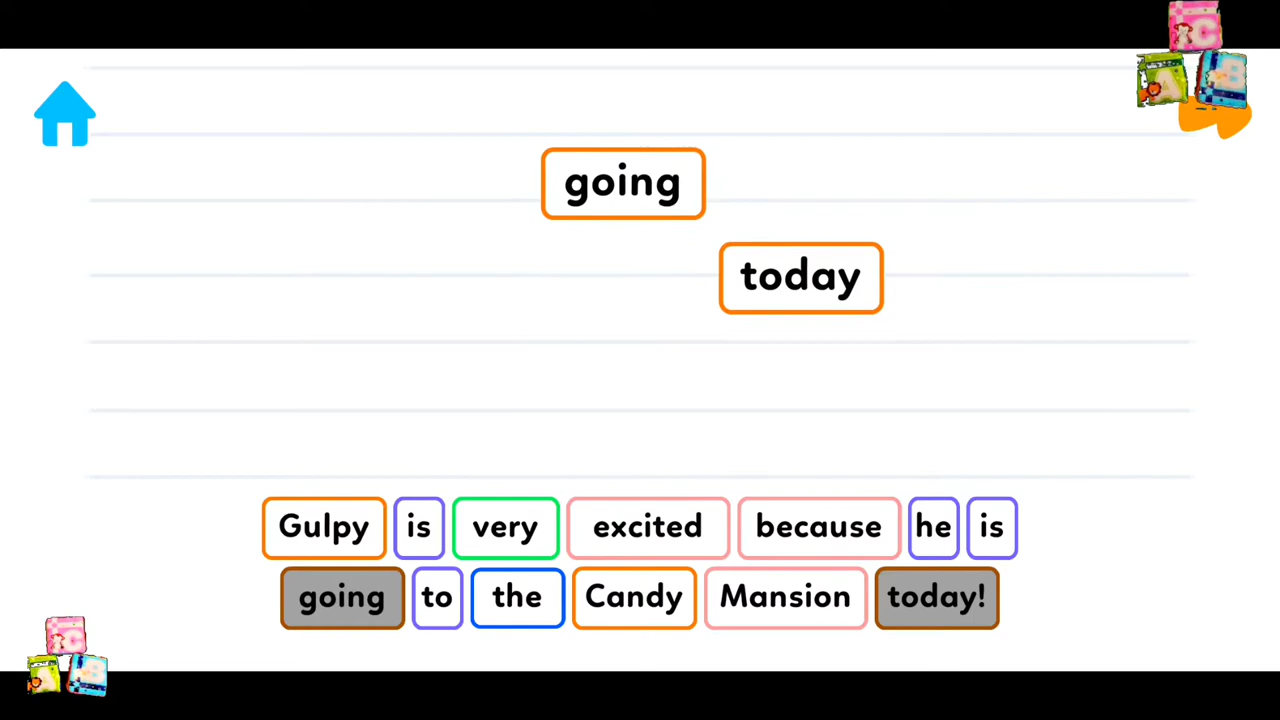 going
today
Gulpy is very excited because he is
going to the Candy Mansion today!